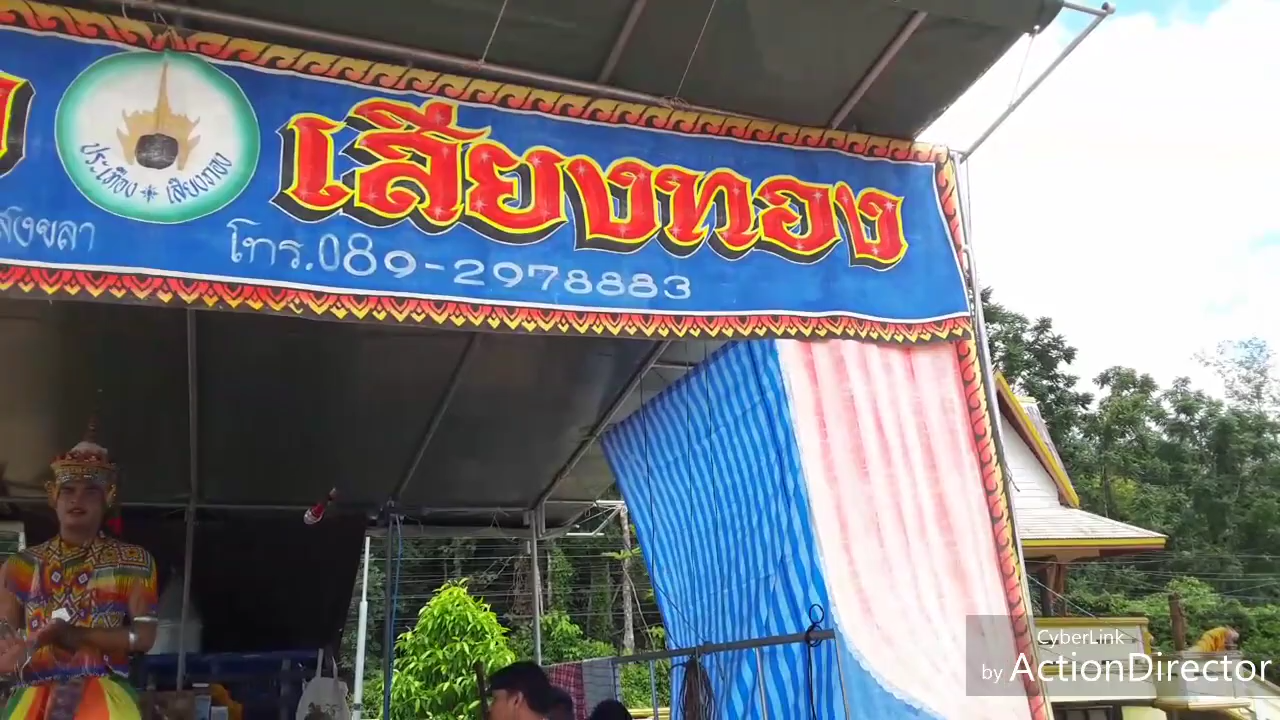 เสียงทอง
ประเทือง * เสียงทอง
สงขลา
โทร.089-2978883
CyberLink
by ActionDirector